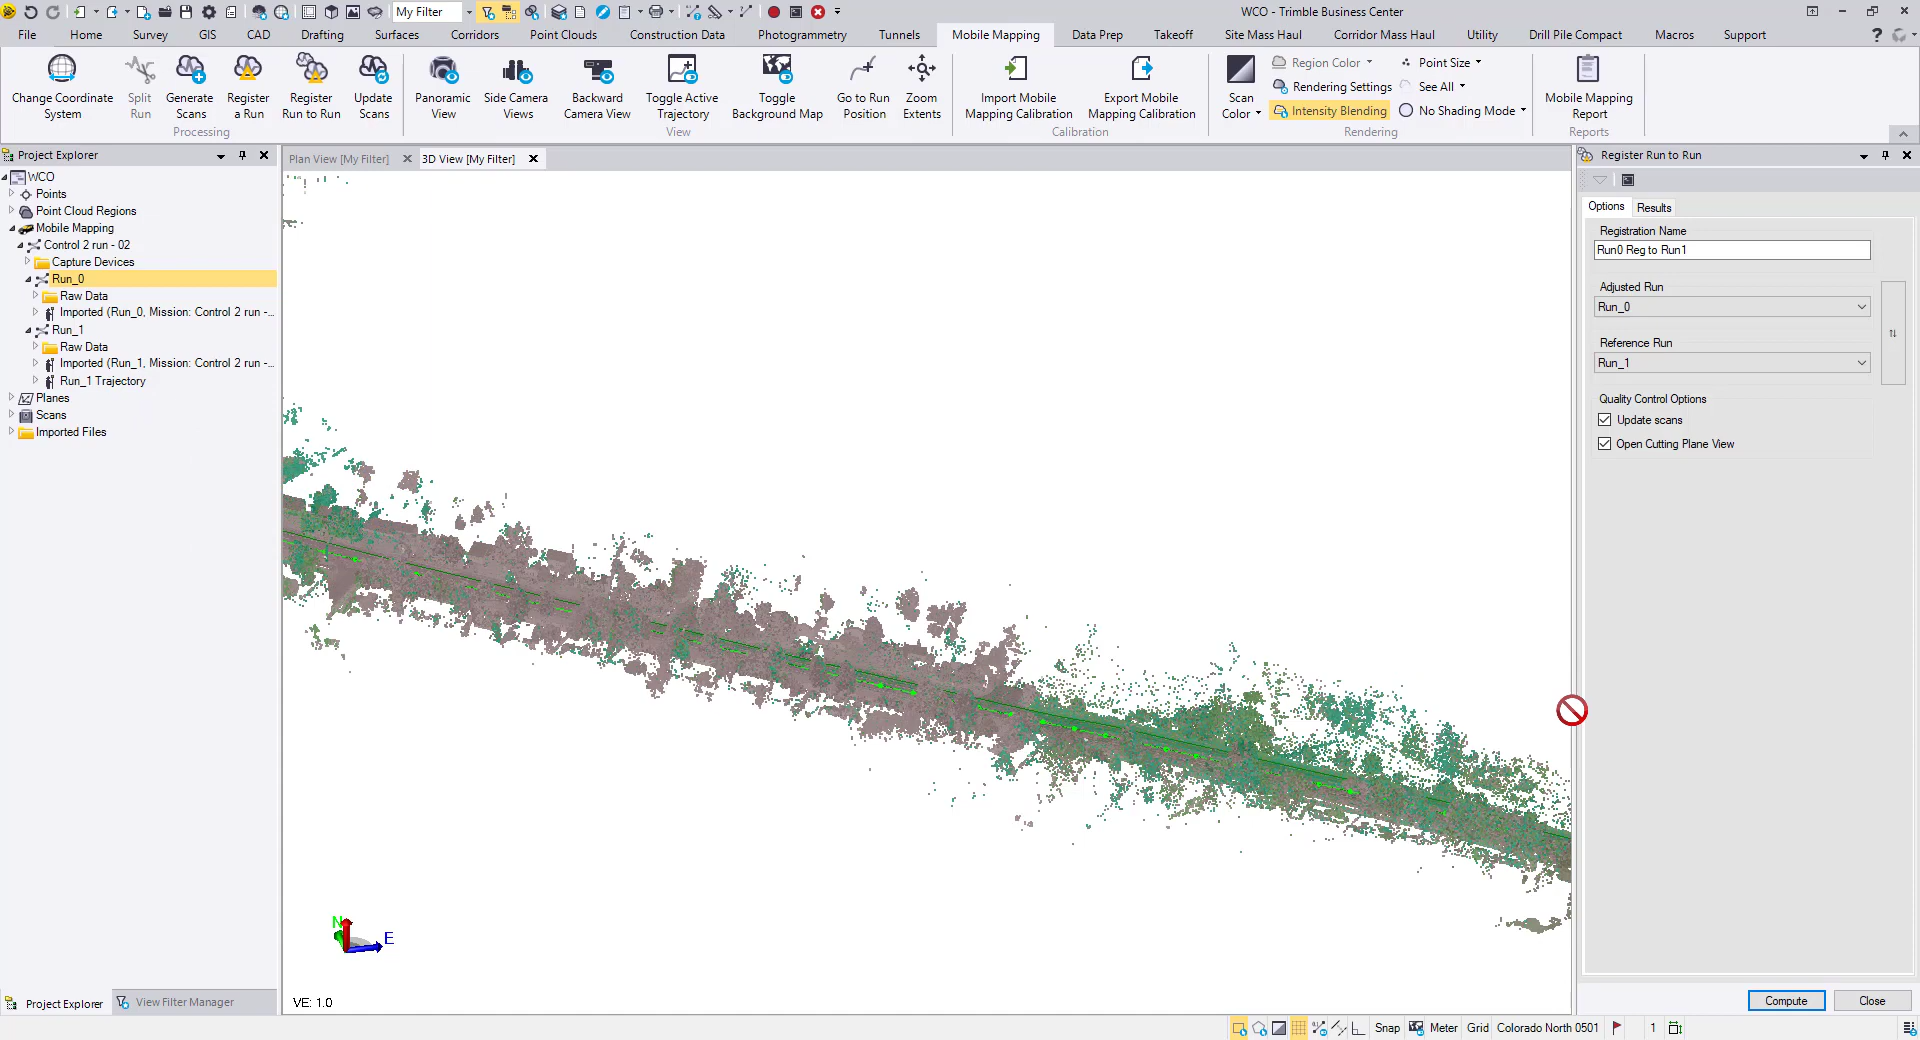 My Filter
WCO - Trimble Business Center
File Home Survey GIS CAD Drafting Surfaces Corridors Point Clouds Construction Data Photogrammetry Tunnels Mobile Mapping Data Prep Takeoff Site Mass Haul Corridor Mass Haul Utility Drill Pile Compact Macros Support
Change Coordinate System
Split Run
Generate Scans
Register a Run
Register Run to Run
Update Scans
Processing
Panoramic View
Side Camera Views
Backward Camera View
Toggle Active Trajectory
Toggle Background Map
Go to Run Position
Zoom Extents
View
Import Mobile Mapping Calibration
Export Mobile Mapping Calibration
Calibration
Scan Color
Region Color
Rendering Settings
Intensity Blending
Point Size
See All
No Shading Mode
Rendering
Mobile Mapping Report
Reports
Project Explorer
WCO
Points
Point Cloud Regions
Mobile Mapping
Control 2 run - 02
Capture Devices
Run_0
Raw Data
Imported (Run_0, Mission: Control 2 run -...
Run_1
Raw Data
Imported (Run_1, Mission: Control 2 run -...
Run_1 Trajectory
Planes
Scans
Imported Files
Project Explorer
View Filter Manager
Plan View [My Filter]
3D View [My Filter]
N
E
VE: 1.0
Register Run to Run
Options
Results
Registration Name
Run0 Reg to Run1
Adjusted Run
Run_0
Reference Run
Run_1
Quality Control Options
Update scans
Open Cutting Plane View
Compute
Close
Snap
Meter
Grid
Colorado North 0501
1